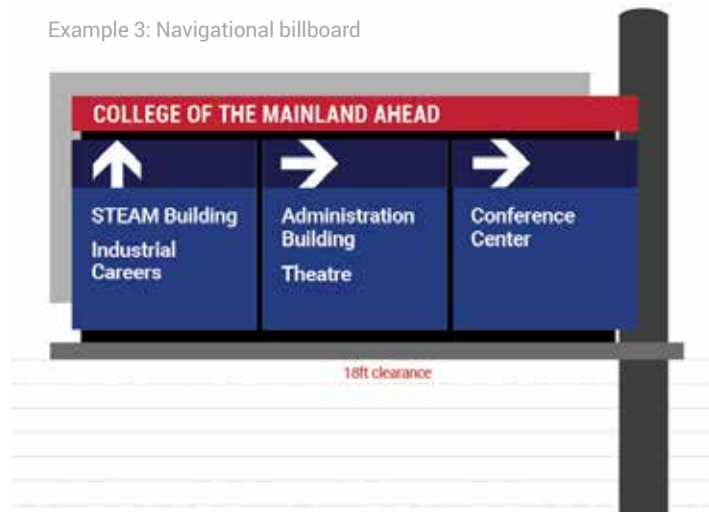 Example 3: Navigational billboard
COLLEGE OF THE MAINLAND AHEAD
STEAM Building
Industrial
Careers
Administration
Building
Theatre
Conference
Center
18ft clearance